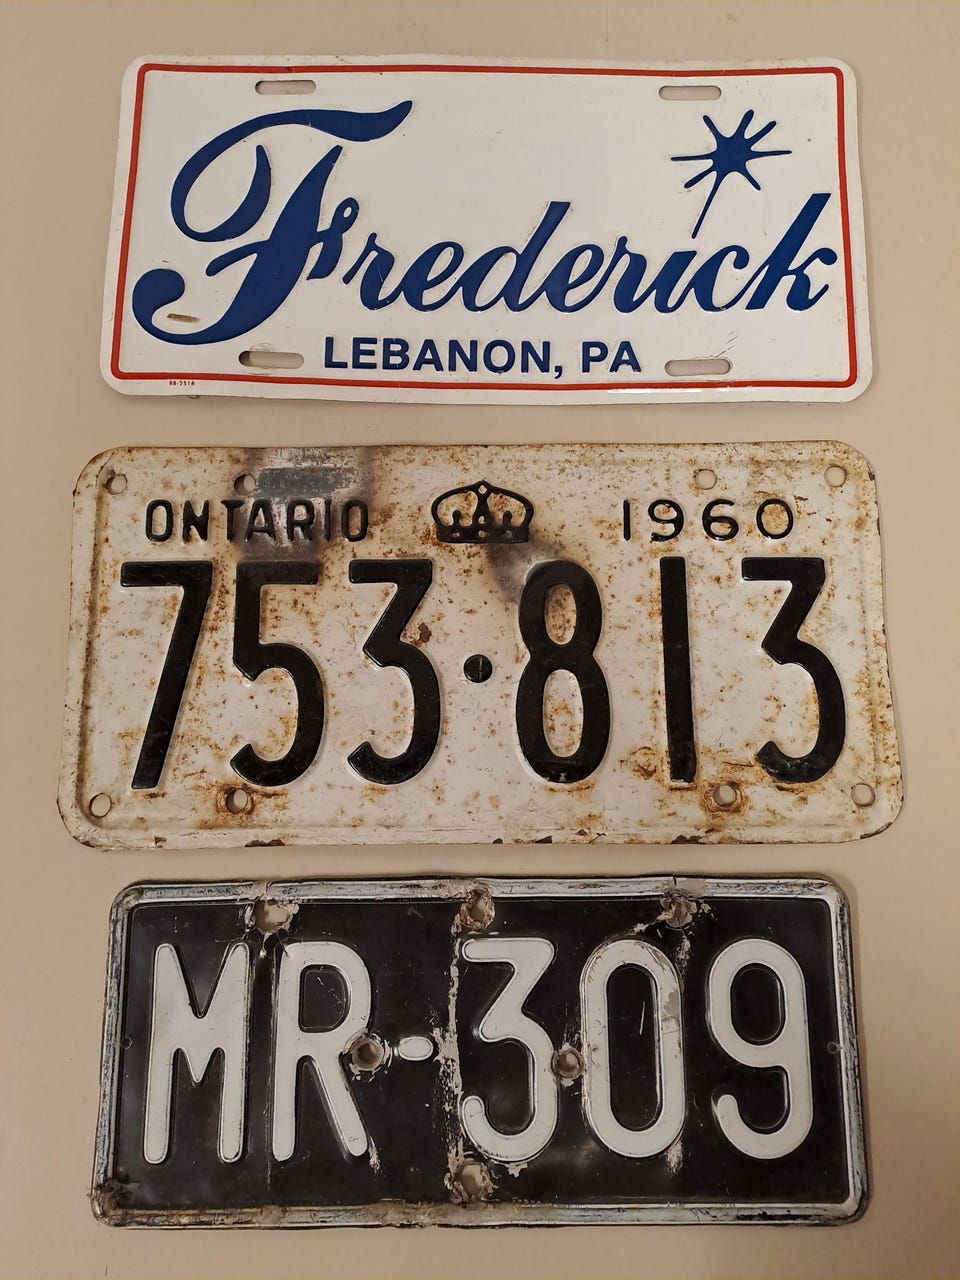 Frederick
LEBANON, PA
ONTARIO 1960
753·813
MR-309